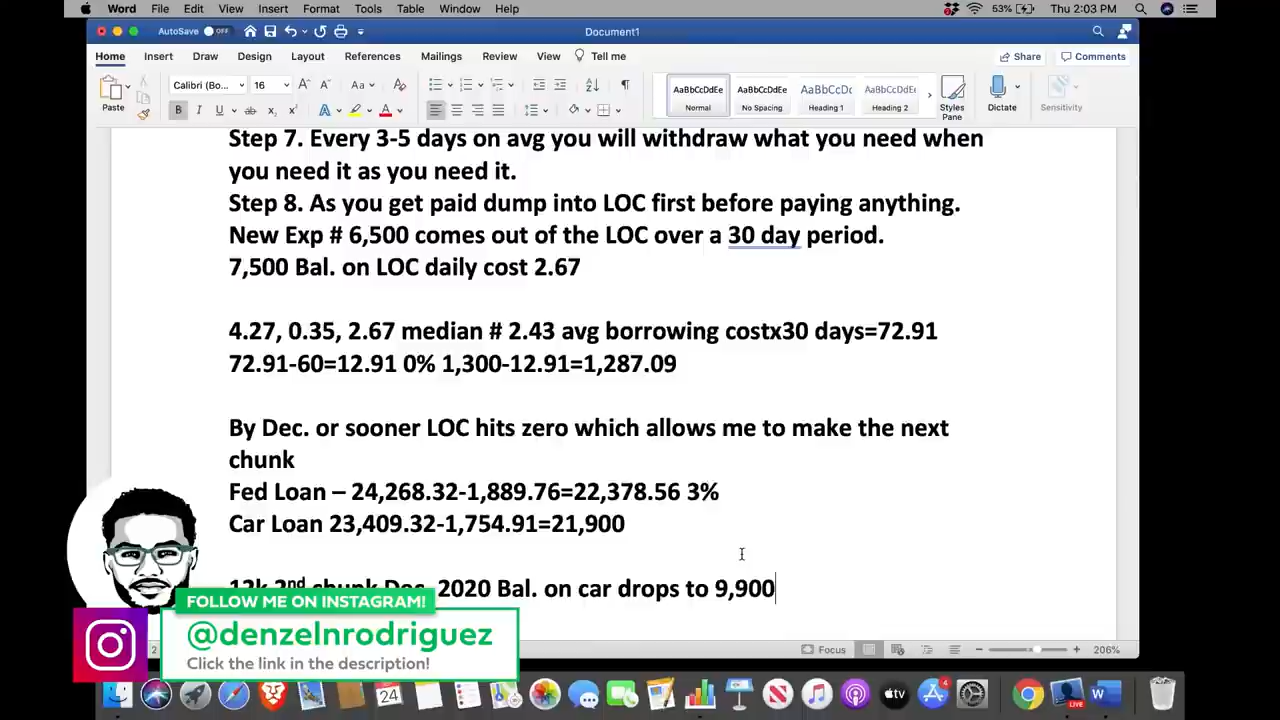 Word File Edit View Insert Format Tools Table Window Help 53% Thu 2:03 PM
AutoSave OFF Document1
Home Insert Draw Design Layout References Mailings Review View Tell me Share Comments
Paste Calibri (Bo... 16 AaBbCcDdEe AaBbCcDdEe AaBbCcDd AaBbCcDdEe
Normal No Spacing Heading 1 Heading 2 Styles Pane Dictate Sensitivity
Step 7. Every 3-5 days on avg you will withdraw what you need when
you need it as you need it.
Step 8. As you get paid dump into LOC first before paying anything.
New Exp # 6,500 comes out of the LOC over a 30 day period.
7,500 Bal. on LOC daily cost 2.67
4.27, 0.35, 2.67 median # 2.43 avg borrowing costx30 days=72.91
72.91-60=12.91 0% 1,300-12.91=1,287.09
By Dec. or sooner LOC hits zero which allows me to make the next
chunk
Fed Loan – 24,268.32-1,889.76=22,378.56 3%
Car Loan 23,409.32-1,754.91=21,900
12k 2nd chunk Dec. 2020 Bal. on car drops to 9,900
FOLLOW ME ON INSTAGRAM!
@denzelnrodriguez
Click the link in the description!
Focus 206%